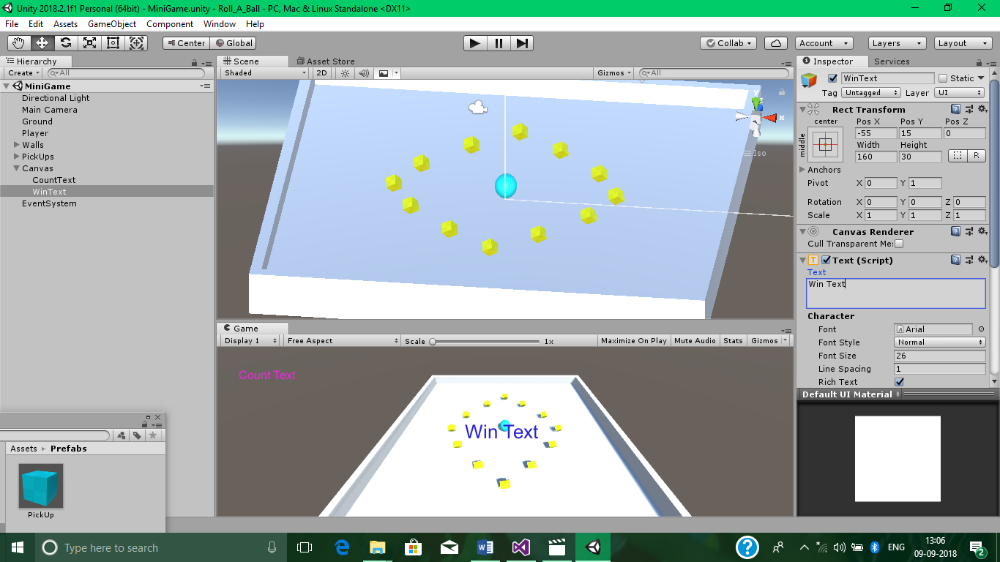 Unity 2018.2.1f1 Personal (64bit) - MiniGame.unity - Roll_A_Ball - PC, Mac & Linux Standalone <DX11>
File Edit Assets GameObject Component Window Help
Center Global Collab Account Layers Layout
Hierarchy
Create All
MiniGame
Directional Light
Main Camera
Ground
Player
Walls
PickUps
Canvas
CountText
WinText
EventSystem
Scene Asset Store
Shaded 2D Gizmos All
y
x
Iso
Game
Display 1 Free Aspect Scale 1x Maximize On Play Mute Audio Stats Gizmos
Count Text
Win Text
Assets Prefabs
PickUp
Inspector Services
WinText Static
Tag Untagged Layer UI
Rect Transform
center Pos X Pos Y Pos Z
middle -55 15 0
Width Height
160 30 R
Anchors
Pivot X 0 Y 1
Rotation X 0 Y 0 Z 0
Scale X 1 Y 1 Z 1
Canvas Renderer
Cull Transparent Me
Text (Script)
Text
Win Text
Character
Font Arial
Font Style Normal
Font Size 26
Line Spacing 1
Rich Text
Default UI Material
Type here to search
ENG
13:06
09-09-2018
2